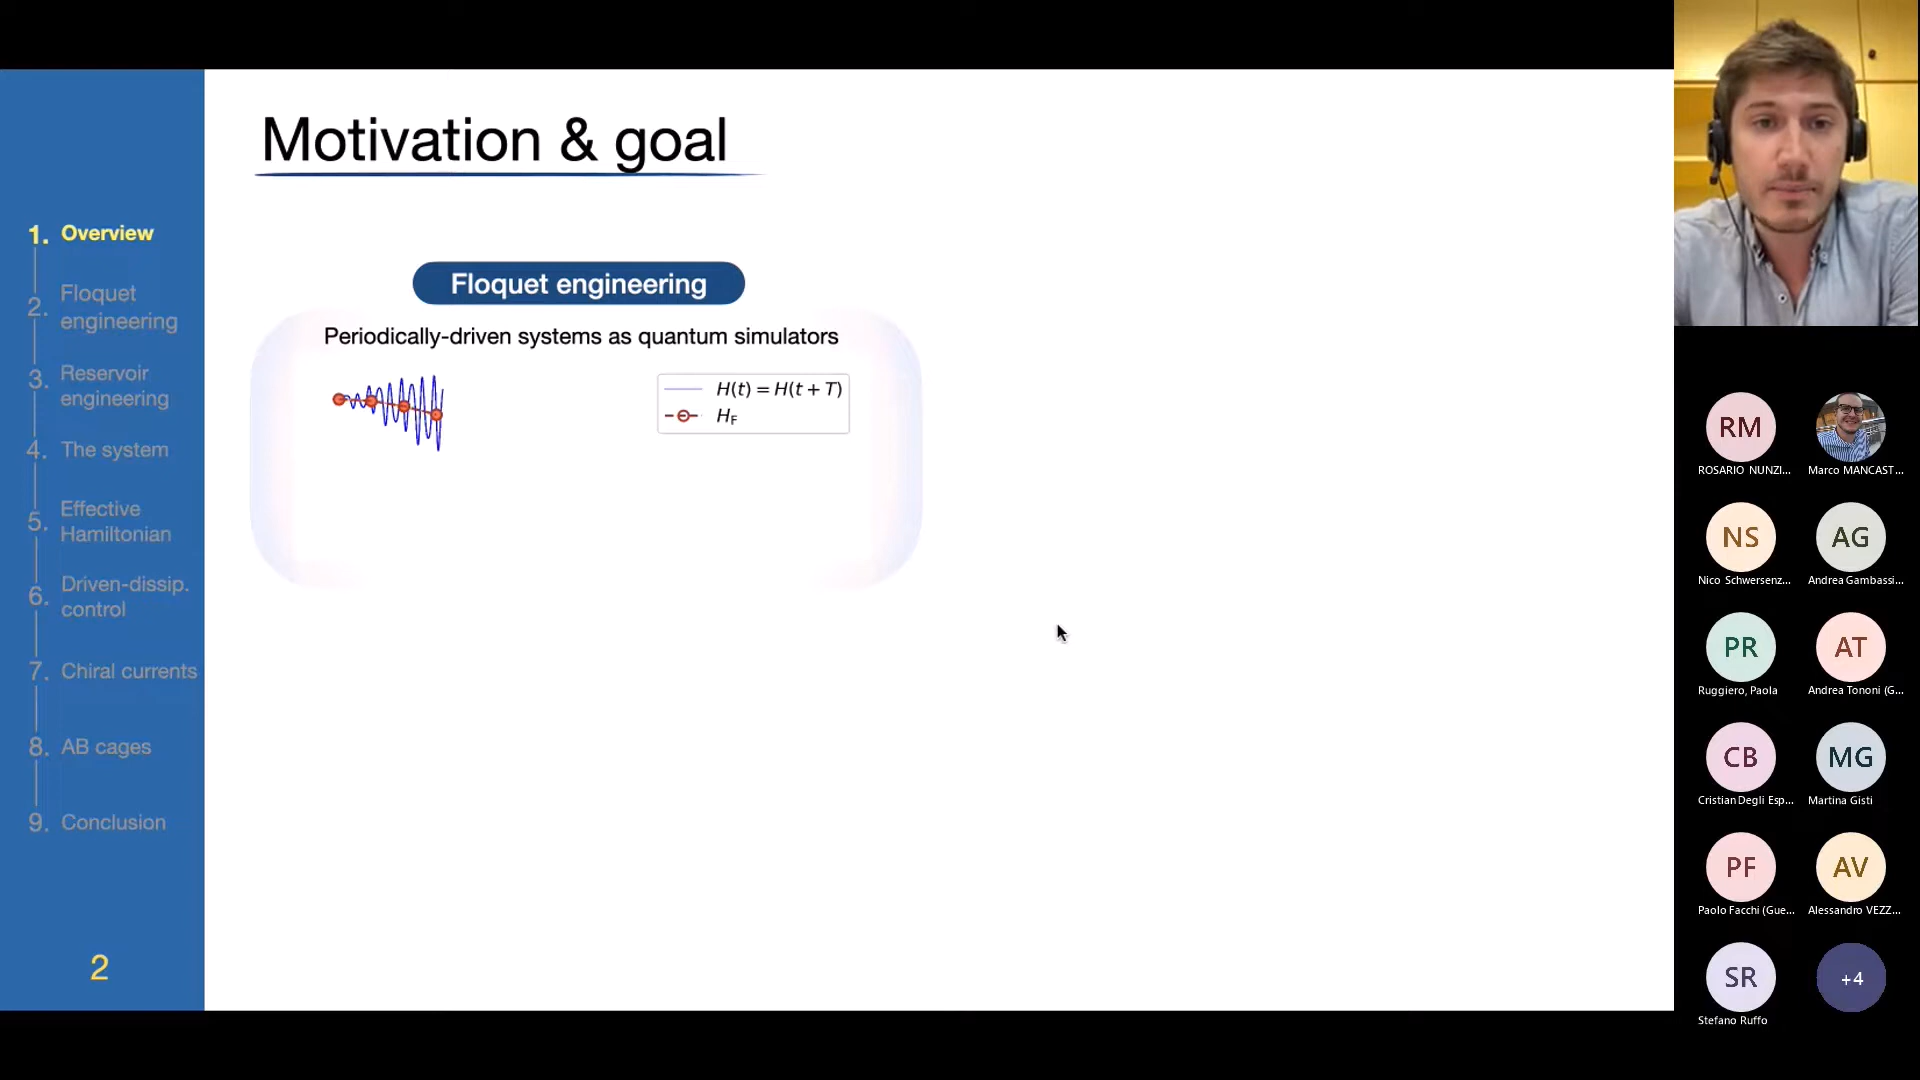 Motivation & goal
1. Overview
2. Floquet
engineering
3. Reservoir
engineering
4. The system
5. Effective
Hamiltonian
6. Driven-dissip.
control
7. Chiral currents
8. AB cages
9. Conclusion
2
Floquet engineering
Periodically-driven systems as quantum simulators
H(t) = H(t + T)
H_F
RM
ROSARIO NUNZI...
Marco MANCAST...
NS
Nico Schwersenz...
AG
Andrea Gambassi...
PR
Ruggiero, Paola
AT
Andrea Tononi (G...
CB
Cristian Degli Esp...
MG
Martina Gisti
PF
Paolo Facchi (Gue...
AV
Alessandro VEZZ...
SR
Stefano Ruffo
+4